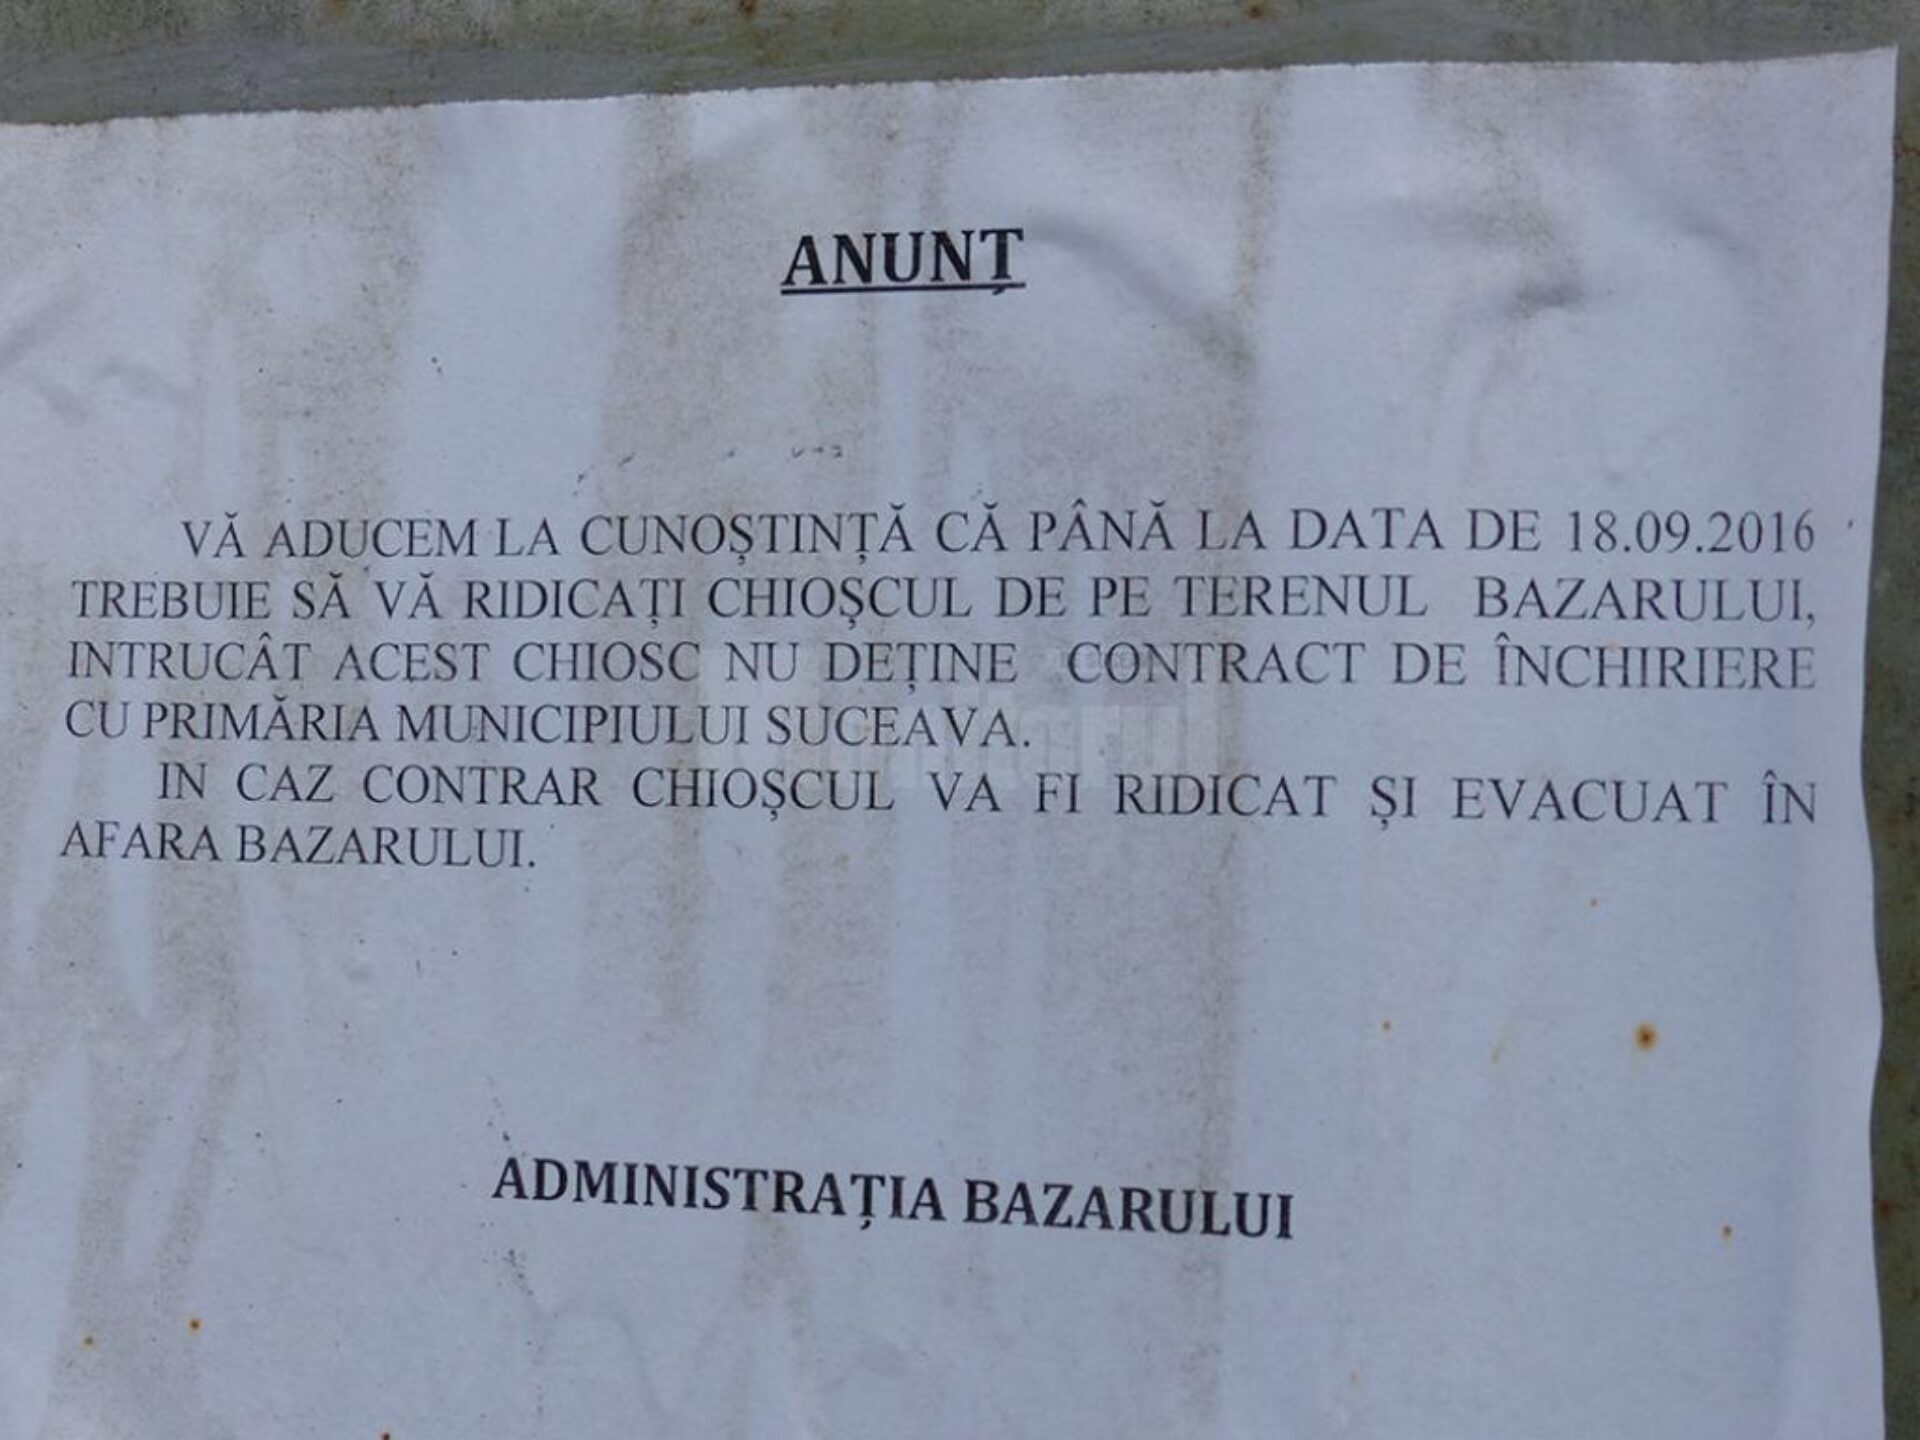 ANUNȚ
VĂ ADUCEM LA CUNOȘTINȚĂ CĂ PÂNĂ LA DATA DE 18.09.2016
TREBUIE SĂ VĂ RIDICAȚI CHIOȘCUL DE PE TERENUL BAZARULUI,
INTRUCÂT ACEST CHIOSC NU DEȚINE CONTRACT DE ÎNCHIRIERE
CU PRIMĂRIA MUNICIPIULUI SUCEAVA.
IN CAZ CONTRAR CHIOȘCUL VA FI RIDICAT ȘI EVACUAT ÎN
AFARA BAZARULUI.
ADMINISTRAȚIA BAZARULUI